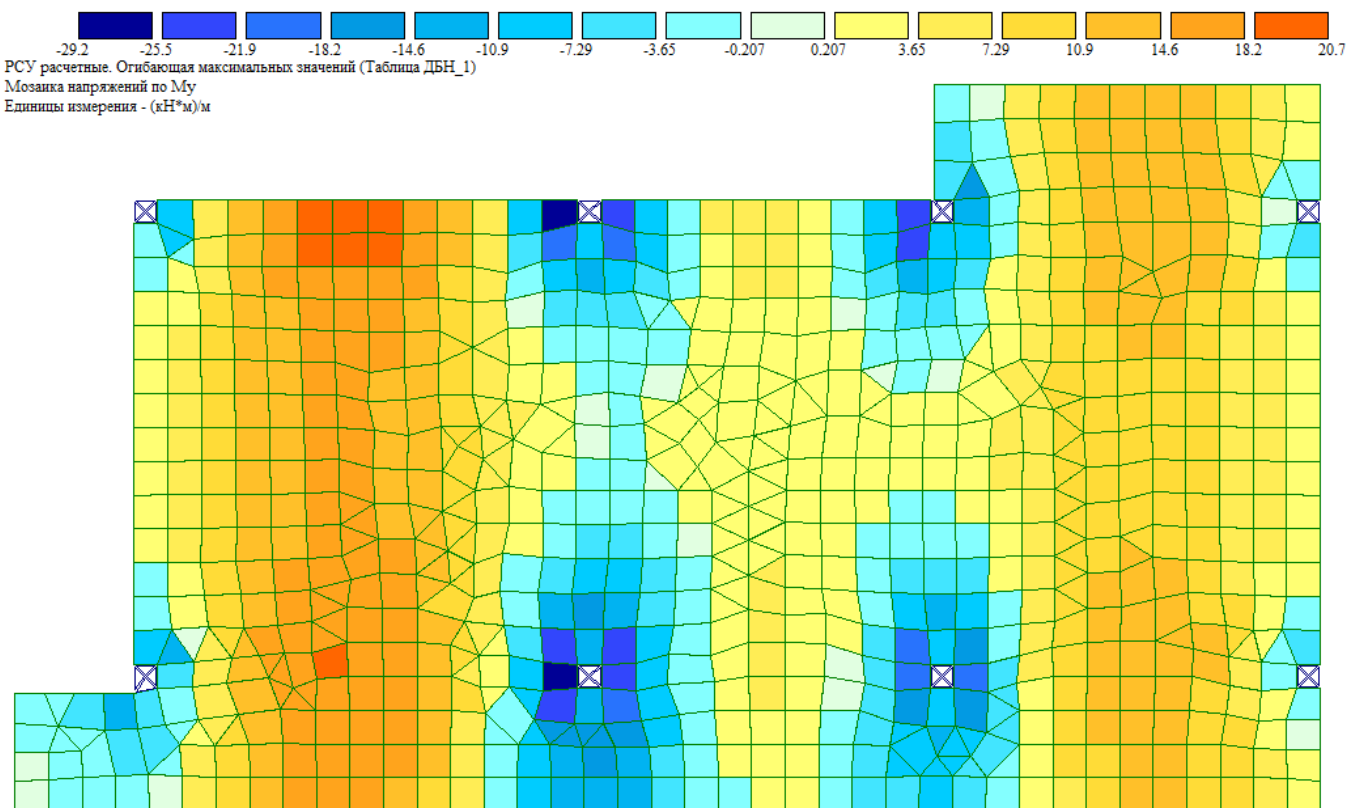 -29.2 -25.5 -21.9 -18.2 -14.6 -10.9 -7.29 -3.65 -0.207 0.207 3.65 7.29 10.9 14.6 18.2 20.7
РСУ расчетные. Огибающая максимальных значений (Таблица ДБН_1)
Мозаика напряжений по My
Единицы измерения - (кН*м)/м